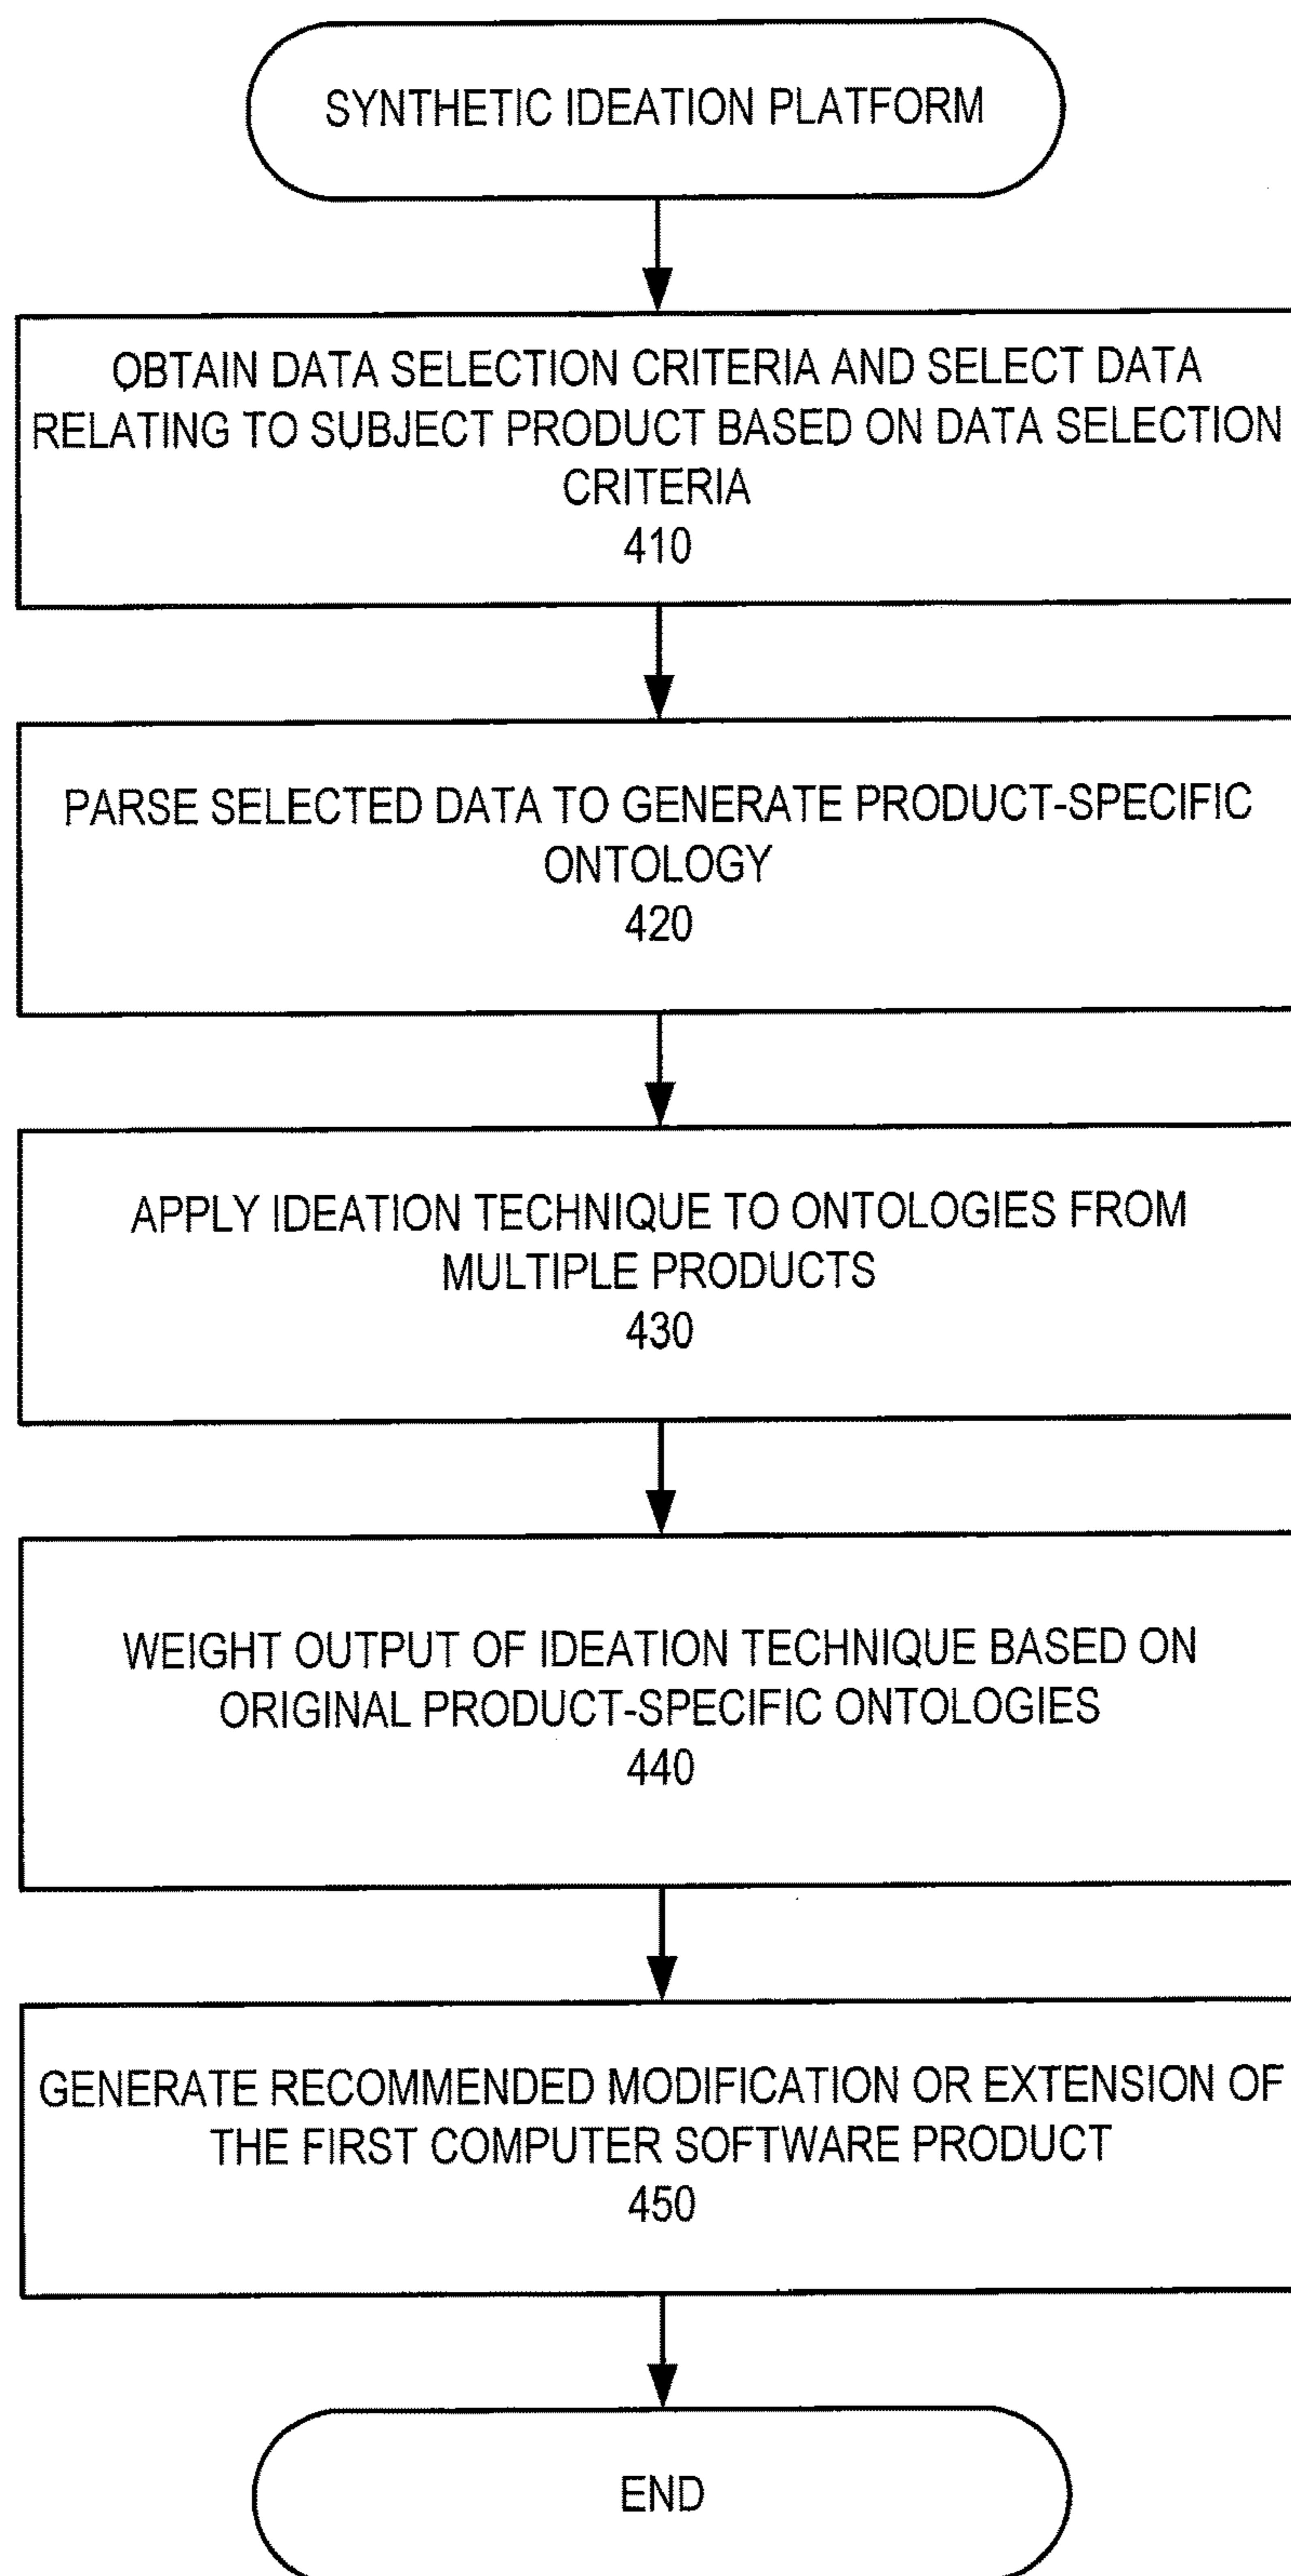 SYNTHETIC IDEATION PLATFORM
OBTAIN DATA SELECTION CRITERIA AND SELECT DATA
RELATING TO SUBJECT PRODUCT BASED ON DATA SELECTION
CRITERIA
410
PARSE SELECTED DATA TO GENERATE PRODUCT-SPECIFIC
ONTOLOGY
420
APPLY IDEATION TECHNIQUE TO ONTOLOGIES FROM
MULTIPLE PRODUCTS
430
WEIGHT OUTPUT OF IDEATION TECHNIQUE BASED ON
ORIGINAL PRODUCT-SPECIFIC ONTOLOGIES
440
GENERATE RECOMMENDED MODIFICATION OR EXTENSION OF
THE FIRST COMPUTER SOFTWARE PRODUCT
450
END